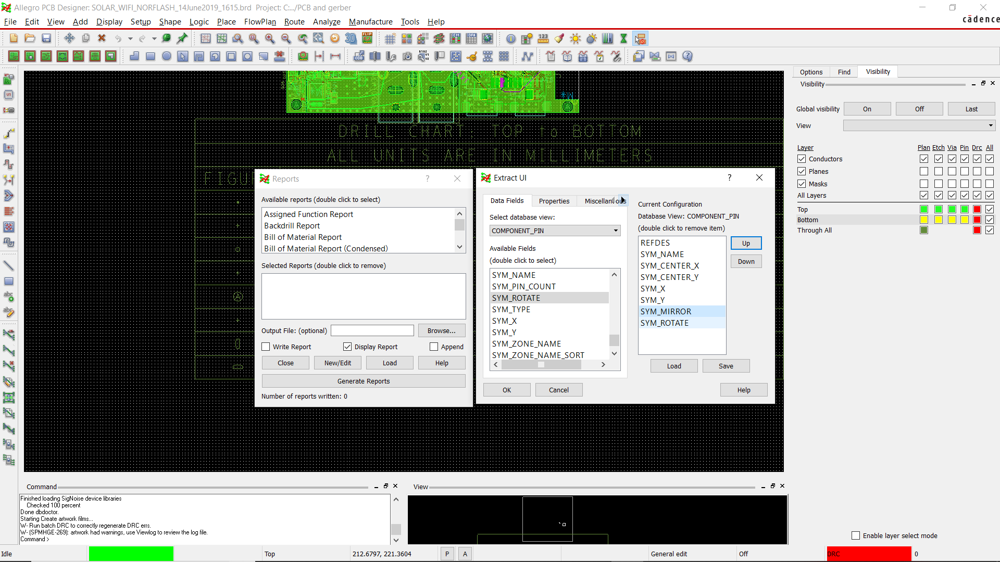 Allegro PCB Designer: SOLAR_WIFI_NORFLASH_14June2019_1615.brd  Project: C:.../PCB and gerber
File Edit View Add Display Setup Shape Logic Place FlowPlan Route Analyze Manufacture Tools Help
cādence
DRILL CHART: TOP to BOTTOM
ALL UNITS ARE IN MILLIMETERS
FIGU
Reports
Available reports (double click to select)
Assigned Function Report
Backdrill Report
Bill of Material Report
Bill of Material Report (Condensed)
Selected Reports (double click to remove)
Output File: (optional)
Browse...
Write Report
Display Report
Append
Close
New/Edit
Load
Help
Generate Reports
Number of reports written: 0
Extract UI
Data Fields
Properties
Miscellaneous
Select database view:
COMPONENT_PIN
Available Fields
(double click to select)
SYM_NAME
SYM_PIN_COUNT
SYM_ROTATE
SYM_TYPE
SYM_X
SYM_Y
SYM_ZONE_NAME
SYM_ZONE_NAME_SORT
OK
Cancel
Current Configuration
Database View: COMPONENT_PIN
(double click to remove item)
REFDES
SYM_NAME
SYM_CENTER_X
SYM_CENTER_Y
SYM_X
SYM_Y
SYM_MIRROR
SYM_ROTATE
Up
Down
Load
Save
Help
Options
Find
Visibility
Visibility
Global visibility
On
Off
Last
View
Layer Plan Etch Via Pin Drc All
Conductors
Planes
Masks
All Layers
Top
Bottom
Through All
Enable layer select mode
Command
Finished loading SigNoise device libraries
Checked 100 percent
Done dbdoctor.
Starting Create artwork films...
W- Run batch DRC to correctly regenerate DRC errs.
W- (SPMHGE-269): artwork had warnings, use Viewlog to review the log file.
Command >
View
Idle
Top
212.6797, 221.3604
P
A
General edit
Off
DRC
0